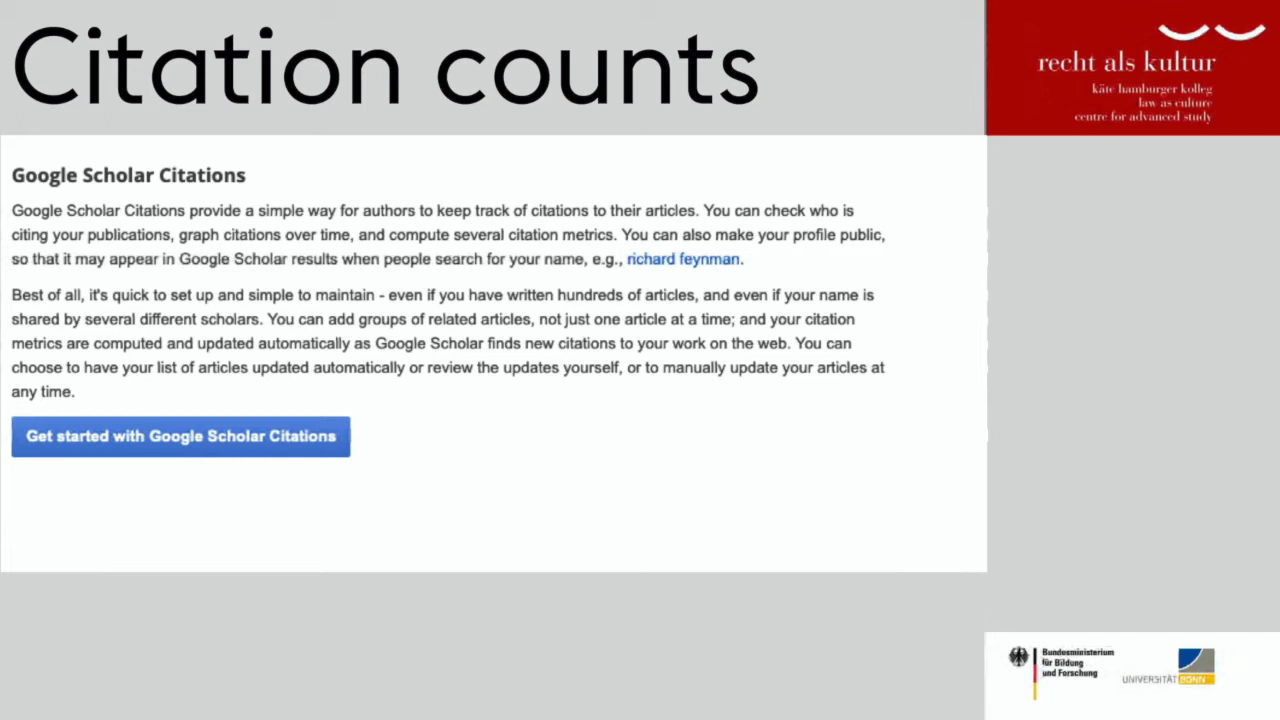 Citation counts
recht als kultur
käte hamburger kolleg
law as culture
centre for advanced study
Google Scholar Citations
Google Scholar Citations provide a simple way for authors to keep track of citations to their articles. You can check who is
citing your publications, graph citations over time, and compute several citation metrics. You can also make your profile public,
so that it may appear in Google Scholar results when people search for your name, e.g., richard feynman.
Best of all, it's quick to set up and simple to maintain - even if you have written hundreds of articles, and even if your name is
shared by several different scholars. You can add groups of related articles, not just one article at a time; and your citation
metrics are computed and updated automatically as Google Scholar finds new citations to your work on the web. You can
choose to have your list of articles updated automatically or review the updates yourself, or to manually update your articles at
any time.
Get started with Google Scholar Citations
Bundesministerium
für Bildung
und Forschung
UNIVERSITÄT BONN